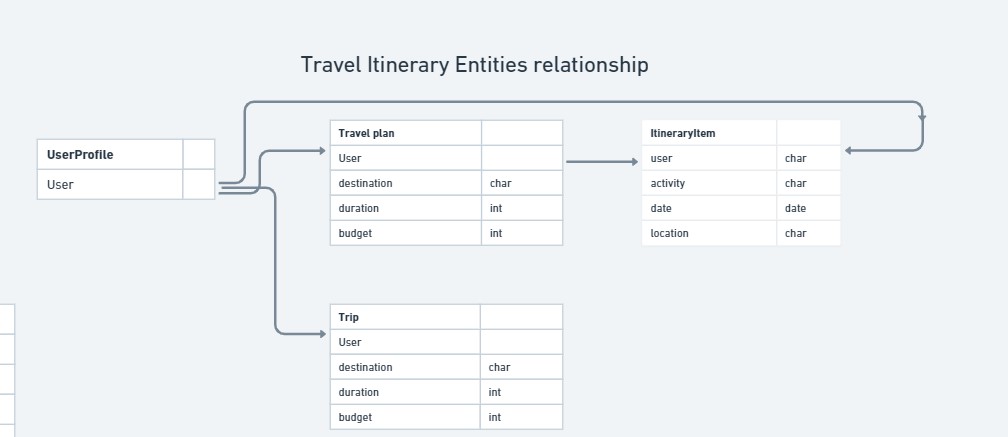 Travel Itinerary Entities relationship
UserProfile
User
Travel plan
User
destination char
duration int
budget int
ItineraryItem
user char
activity char
date date
location char
Trip
User
destination char
duration int
budget int